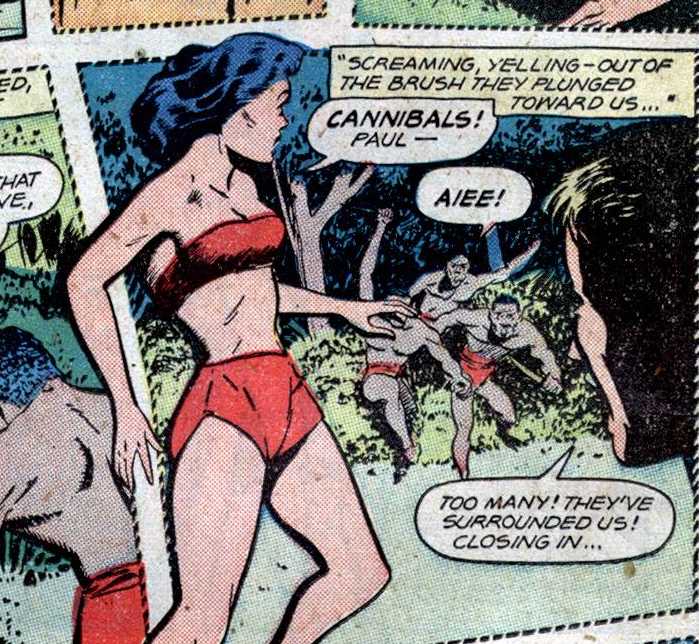 ED,
HAT
VE.,
"SCREAMING, YELLING—OUT OF
THE BRUSH THEY PLUNGED
TOWARD US..."
CANNIBALS!
PAUL—
AIEE!
TOO MANY! THEY'VE
SURROUNDED US!
CLOSING IN...